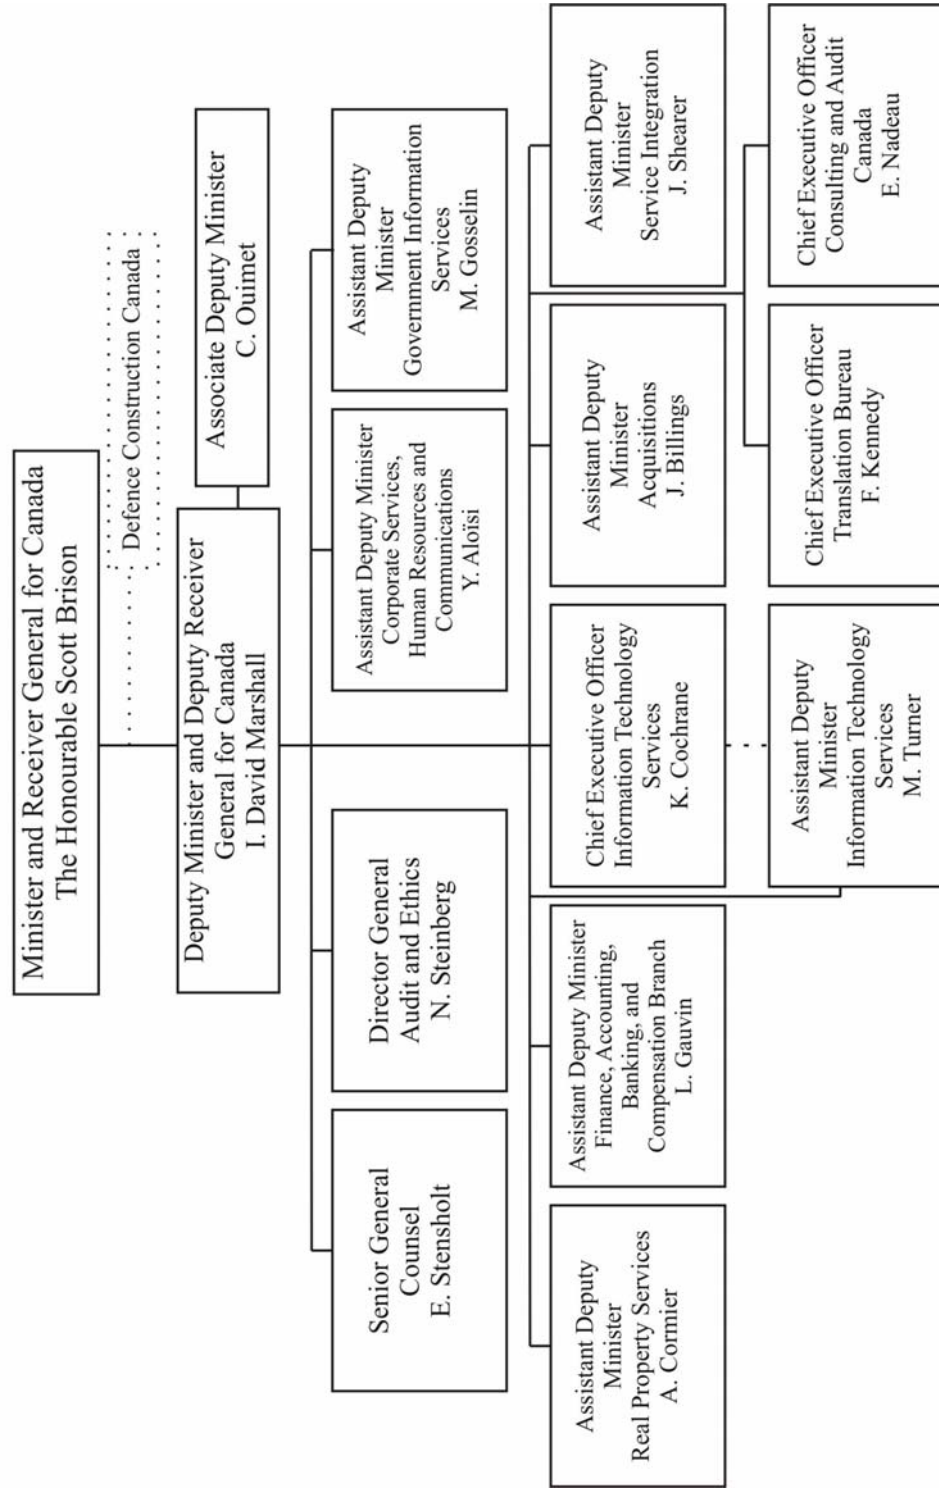 Minister and Receiver General for Canada
The Honourable Scott Brison
Defence Construction Canada
Deputy Minister and Deputy Receiver
General for Canada
I. David Marshall
Associate Deputy Minister
C. Ouimet
Senior General
Counsel
E. Stensholt
Director General
Audit and Ethics
N. Steinberg
Assistant Deputy Minister
Corporate Services,
Human Resources and
Communications
Y. Aloïsi
Assistant Deputy
Minister
Government Information
Services
M. Gosselin
Assistant Deputy
Minister
Real Property Services
A. Cormier
Assistant Deputy Minister
Finance, Accounting,
Banking, and
Compensation Branch
L. Gauvin
Chief Executive Officer
Information Technology
Services
K. Cochrane
Assistant Deputy
Minister
Acquisitions
J. Billings
Assistant Deputy
Minister
Service Integration
J. Shearer
Assistant Deputy
Minister
Information Technology
Services
M. Turner
Chief Executive Officer
Translation Bureau
F. Kennedy
Chief Executive Officer
Consulting and Audit
Canada
E. Nadeau